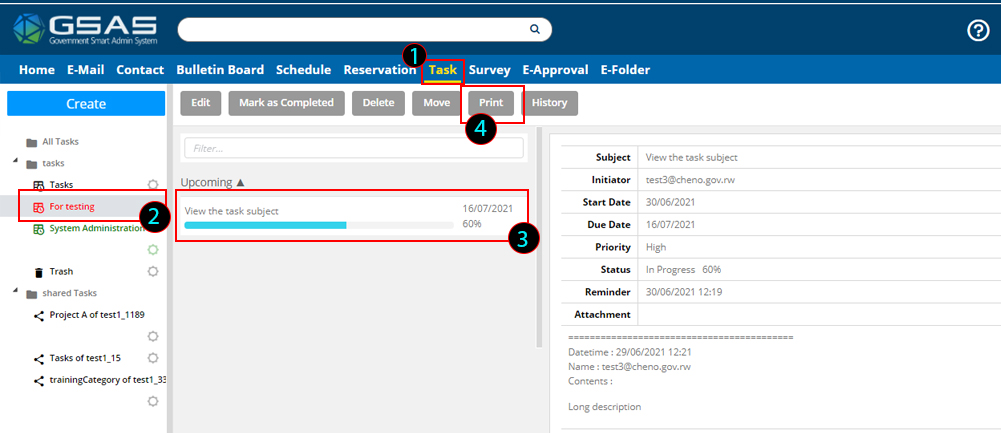 GSAS
Government Smart Admin System
?
1
Home E-Mail Contact Bulletin Board Schedule Reservation Task Survey E-Approval E-Folder
Create
Edit Mark as Completed Delete Move Print History
4
All Tasks
tasks
Tasks
For testing
2
System Administration
Trash
shared Tasks
Project A of test1_1189
Tasks of test1_15
trainingCategory of test1_33
Filter...
Upcoming ▲
View the task subject 16/07/2021
60%
3
Subject View the task subject
Initiator test3@cheno.gov.rw
Start Date 30/06/2021
Due Date 16/07/2021
Priority High
Status In Progress 60%
Reminder 30/06/2021 12:19
Attachment
==========================================
Datetime : 29/06/2021 12:21
Name : test3@cheno.gov.rw
Contents :
Long description